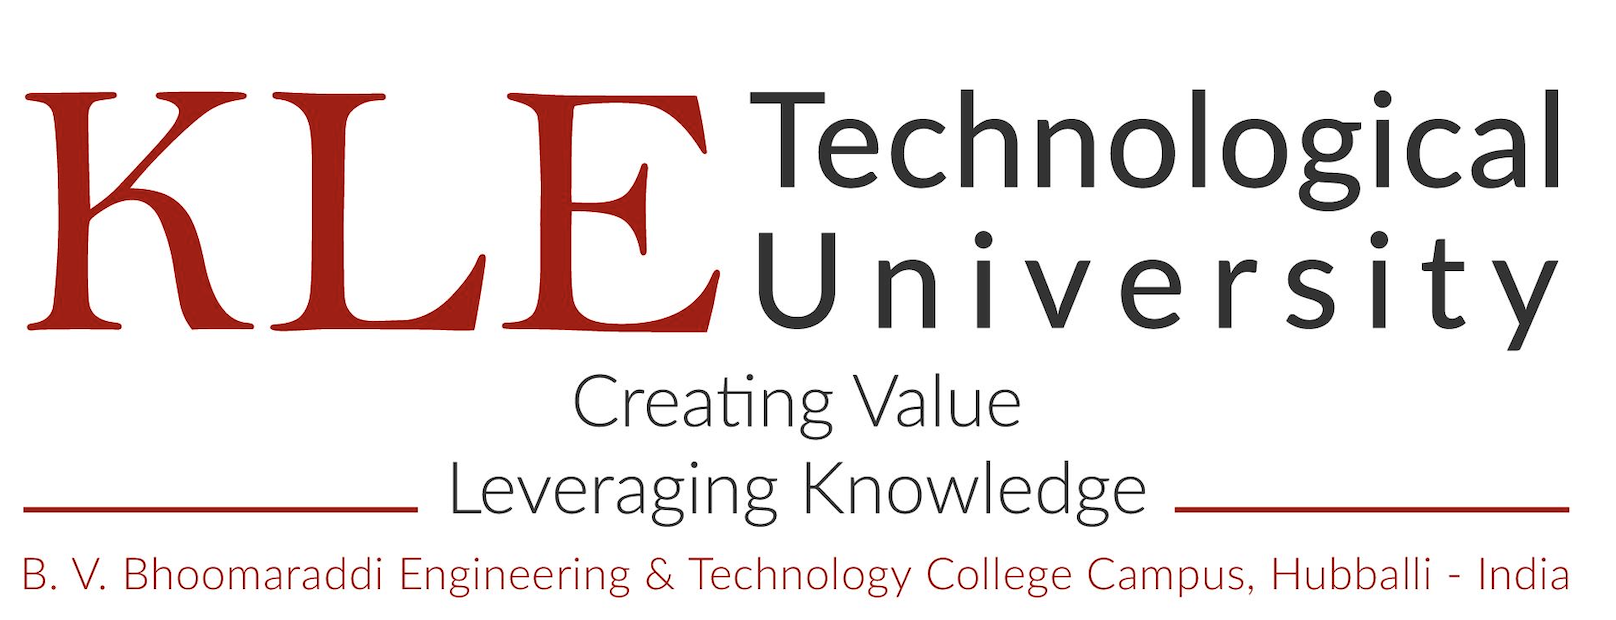 KLE Technological
University
Creating Value
Leveraging Knowledge
B. V. Bhoomaraddi Engineering & Technology College Campus, Hubballi - India